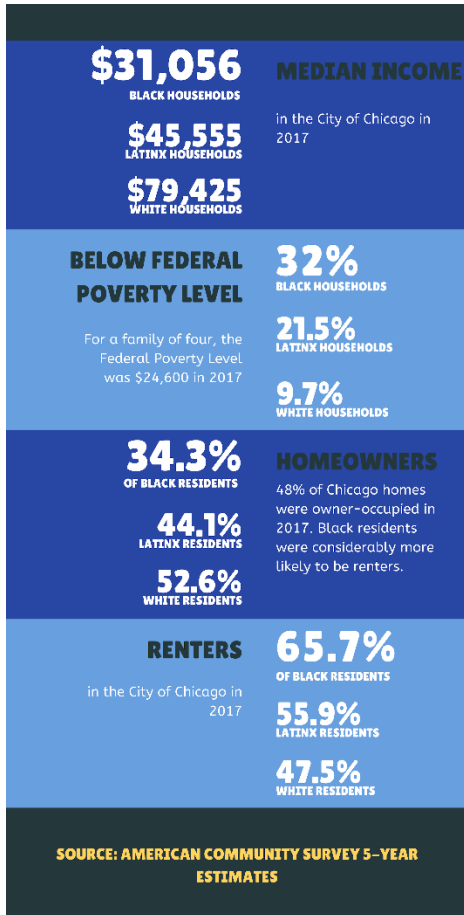 $31,056
BLACK HOUSEHOLDS
$45,555
LATINX HOUSEHOLDS
$79,425
WHITE HOUSEHOLDS
MEDIAN INCOME
in the City of Chicago in
2017
BELOW FEDERAL
POVERTY LEVEL
For a family of four, the
Federal Poverty Level
was $24,600 in 2017
32%
BLACK HOUSEHOLDS
21.5%
LATINX HOUSEHOLDS
9.7%
WHITE HOUSEHOLDS
34.3%
OF BLACK RESIDENTS
44.1%
LATINX RESIDENTS
52.6%
WHITE RESIDENTS
HOMEOWNERS
48% of Chicago homes
were owner-occupied in
2017. Black residents
were considerably more
likely to be renters.
RENTERS
in the City of Chicago in
2017
65.7%
OF BLACK RESIDENTS
55.9%
LATINX RESIDENTS
47.5%
WHITE RESIDENTS
SOURCE: AMERICAN COMMUNITY SURVEY 5-YEAR
ESTIMATES